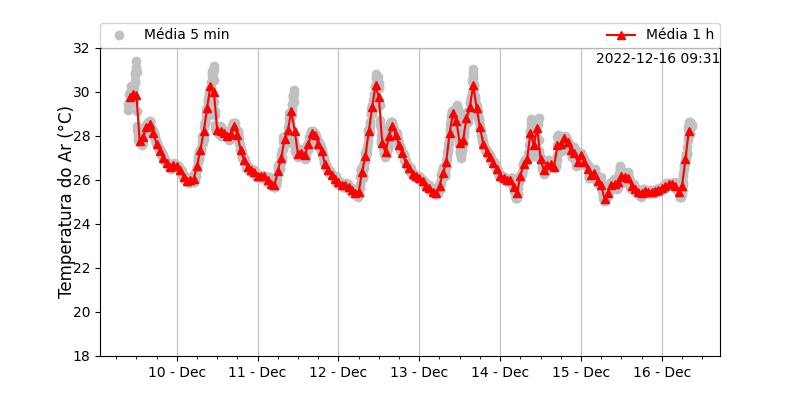 Média 5 min
Média 1 h
2022-12-16 09:31
Temperatura do Ar (°C)
32
30
28
26
24
22
20
18
10 - Dec
11 - Dec
12 - Dec
13 - Dec
14 - Dec
15 - Dec
16 - Dec